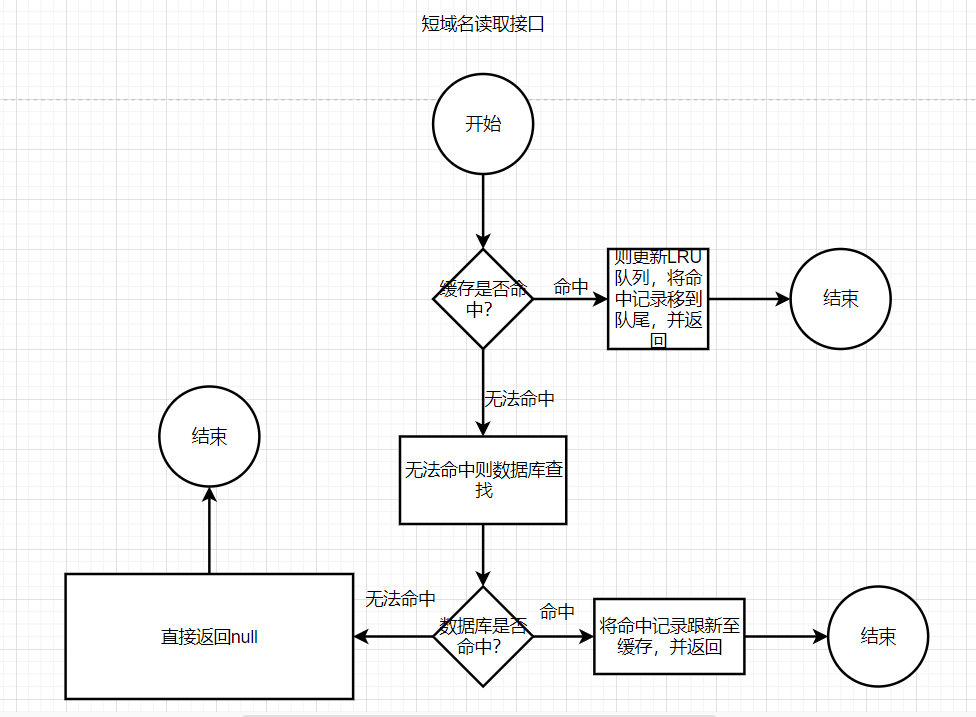 短域名读取接口
开始
缓存是否命
中？
命中
则更新LRU
队列，将命
中记录移到
队尾，并返
回
结束
无法命中
结束
无法命中则数据库查
找
无法命中
数据库是否
命中？
命中
将命中记录跟新至
缓存，并返回
结束
直接返回null